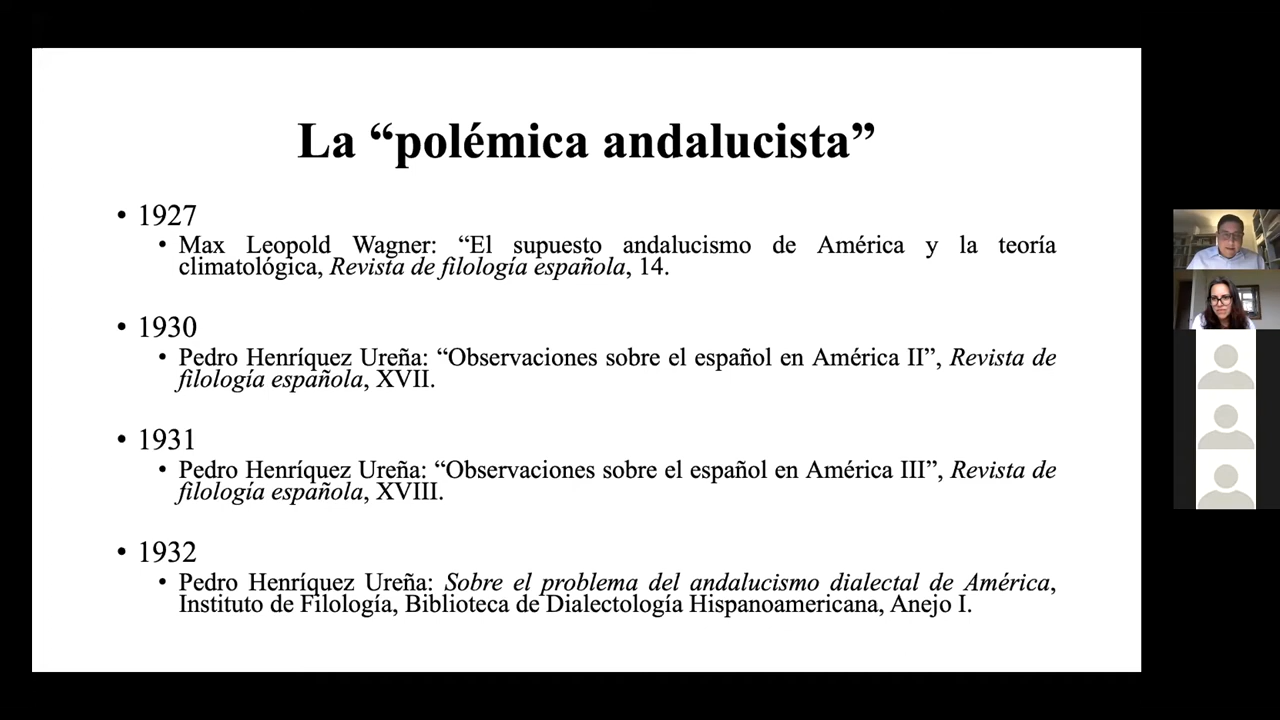 La “polémica andalucista”
• 1927
• Max Leopold Wagner: “El supuesto andalucismo de América y la teoría
climatológica, Revista de filología española, 14.
• 1930
• Pedro Henríquez Ureña: “Observaciones sobre el español en América II”, Revista de
filología española, XVII.
• 1931
• Pedro Henríquez Ureña: “Observaciones sobre el español en América III”, Revista de
filología española, XVIII.
• 1932
• Pedro Henríquez Ureña: Sobre el problema del andalucismo dialectal de América,
Instituto de Filología, Biblioteca de Dialectología Hispanoamericana, Anejo I.